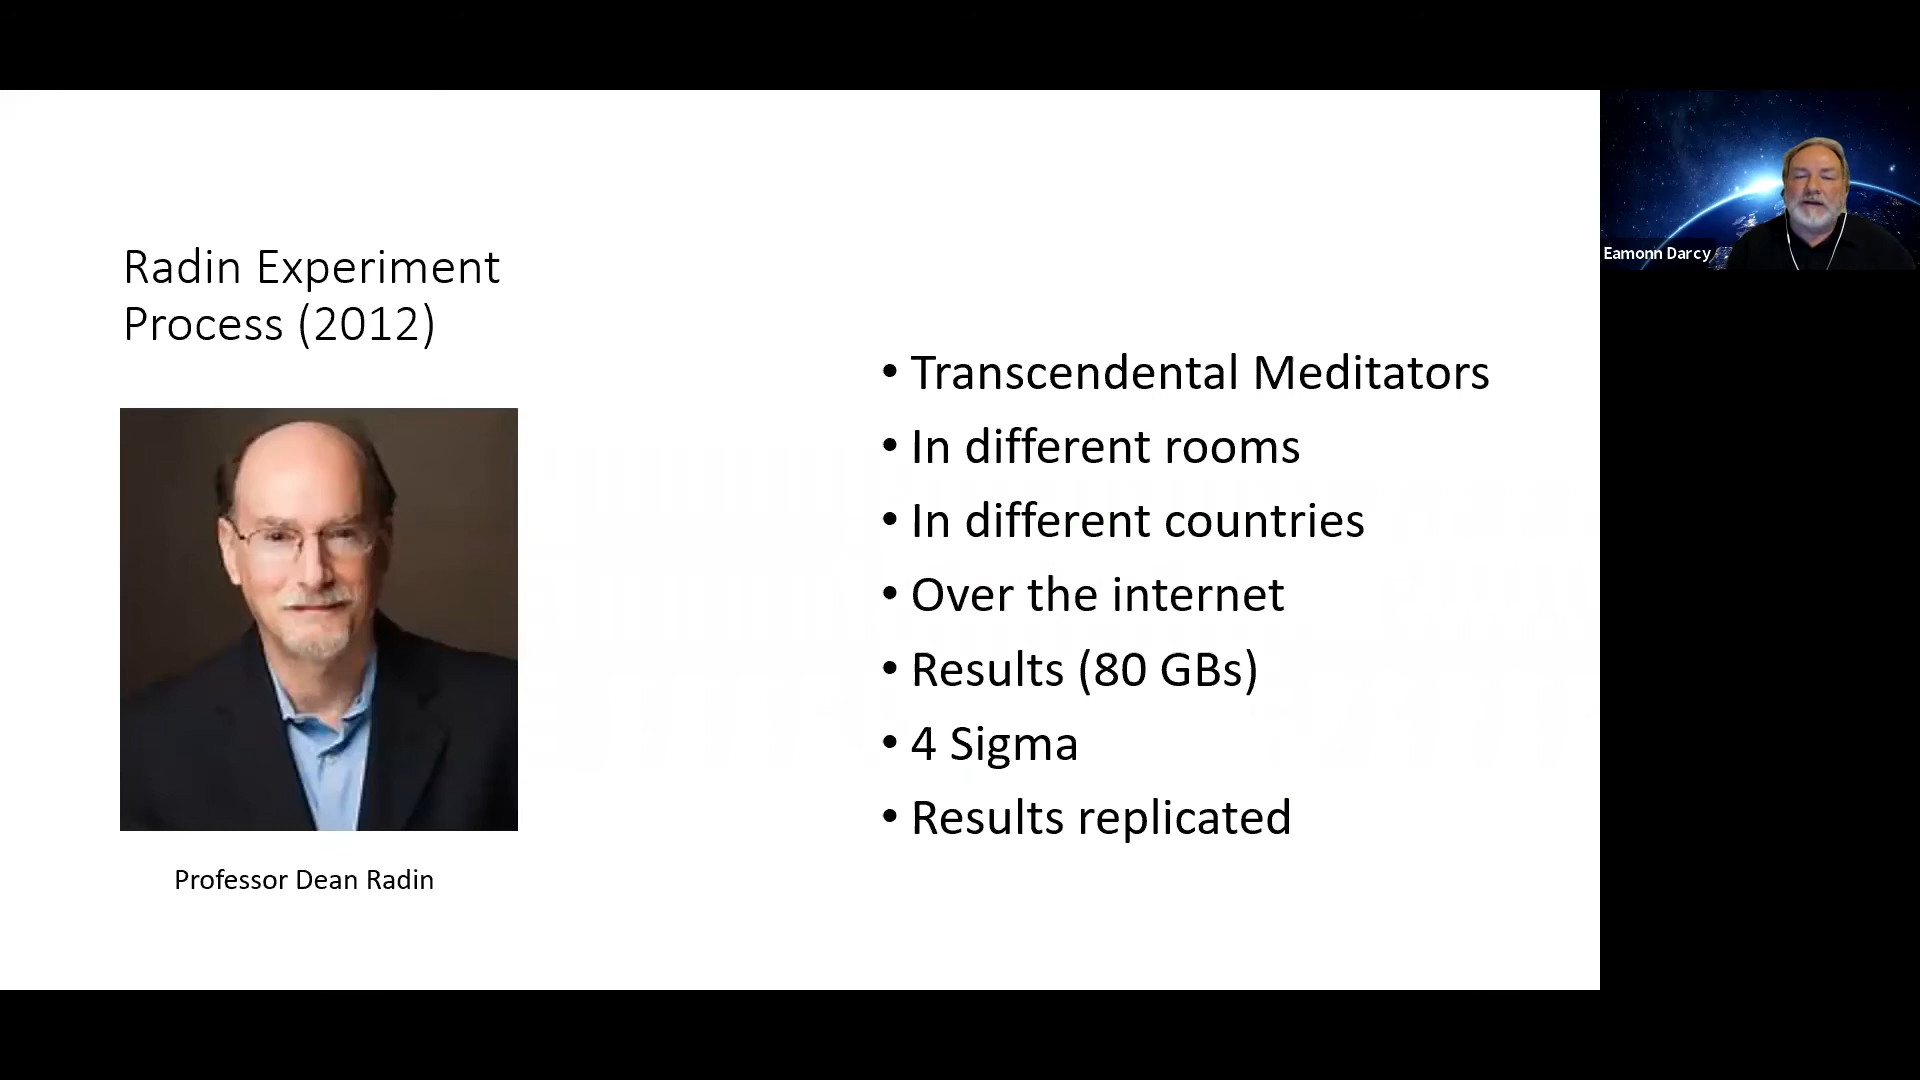 Radin Experiment
Process (2012)
Professor Dean Radin
• Transcendental Meditators
• In different rooms
• In different countries
• Over the internet
• Results (80 GBs)
• 4 Sigma
• Results replicated
Eamonn Darcy